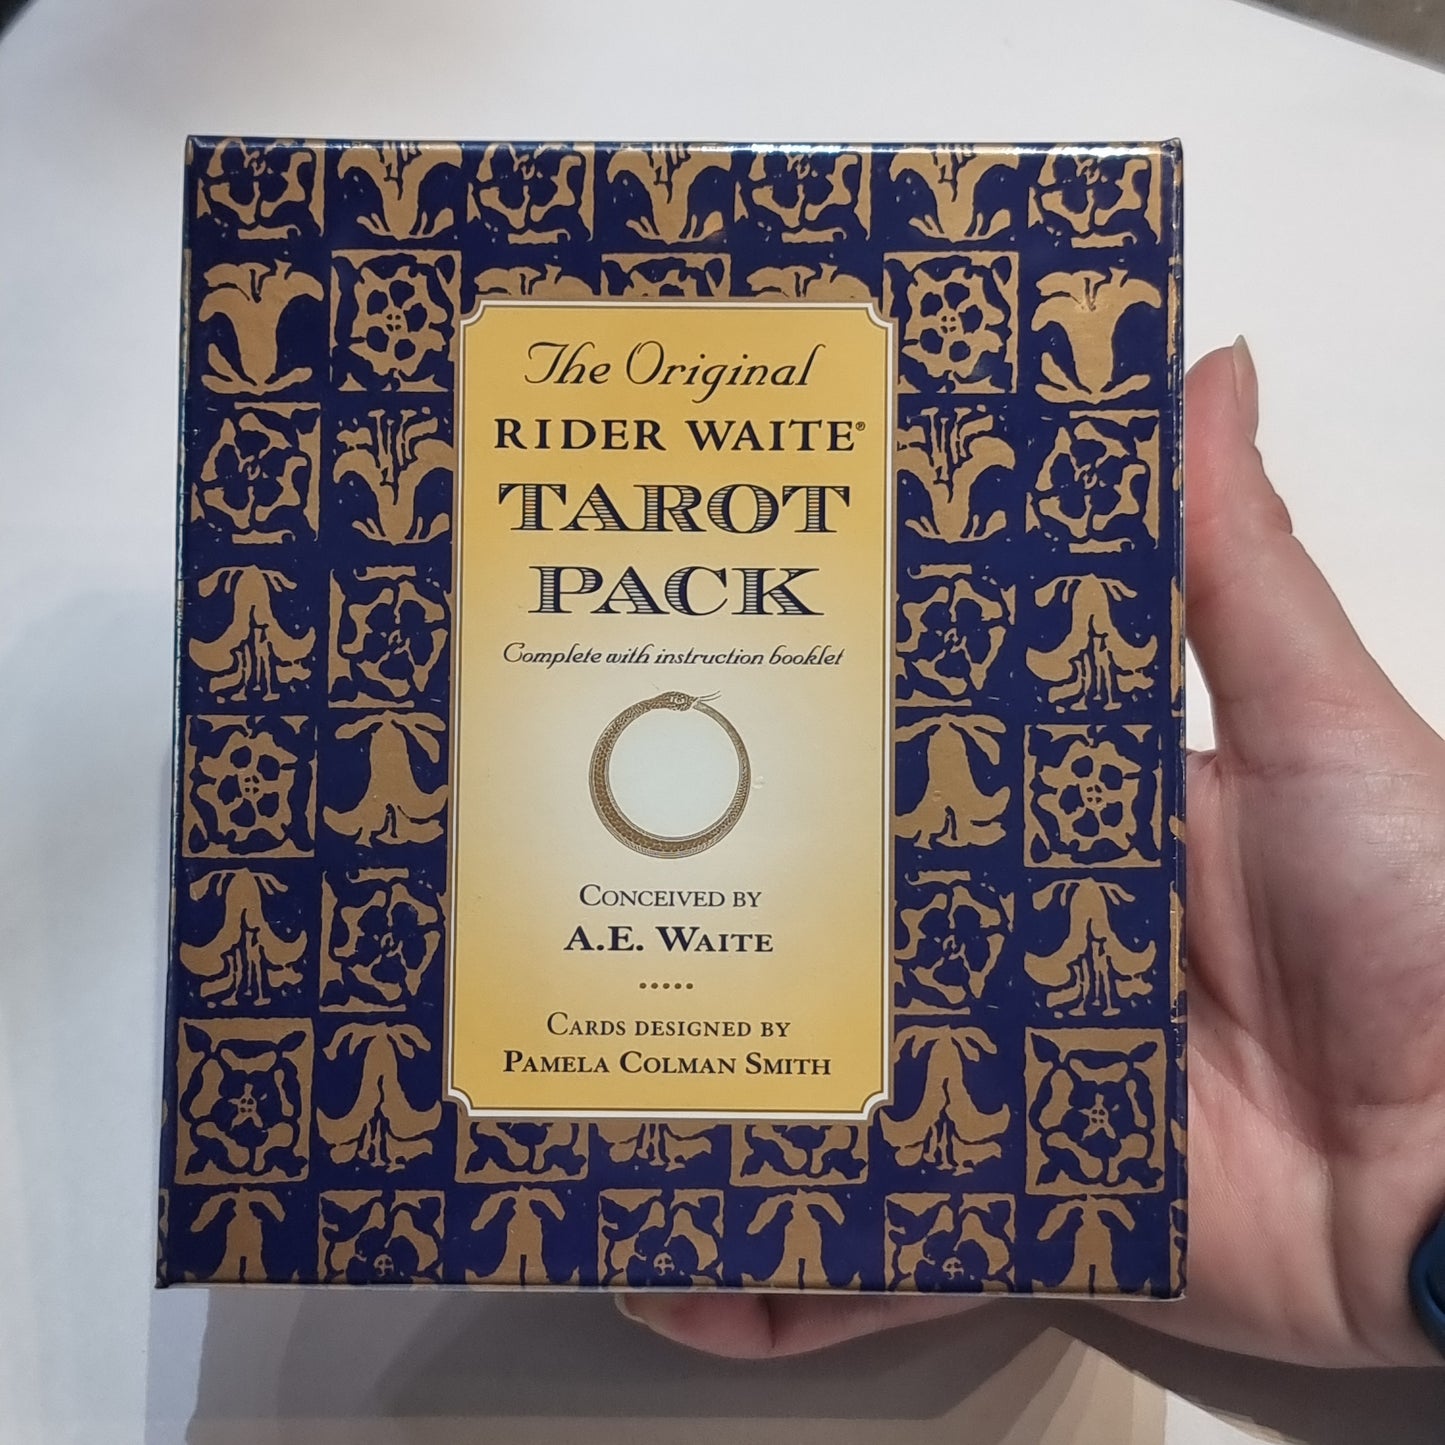 The Original
RIDER WAITE®
TAROT
PACK
Complete with instruction booklet
CONCEIVED BY
A.E. WAITE
.....
CARDS DESIGNED BY
PAMELA COLMAN SMITH